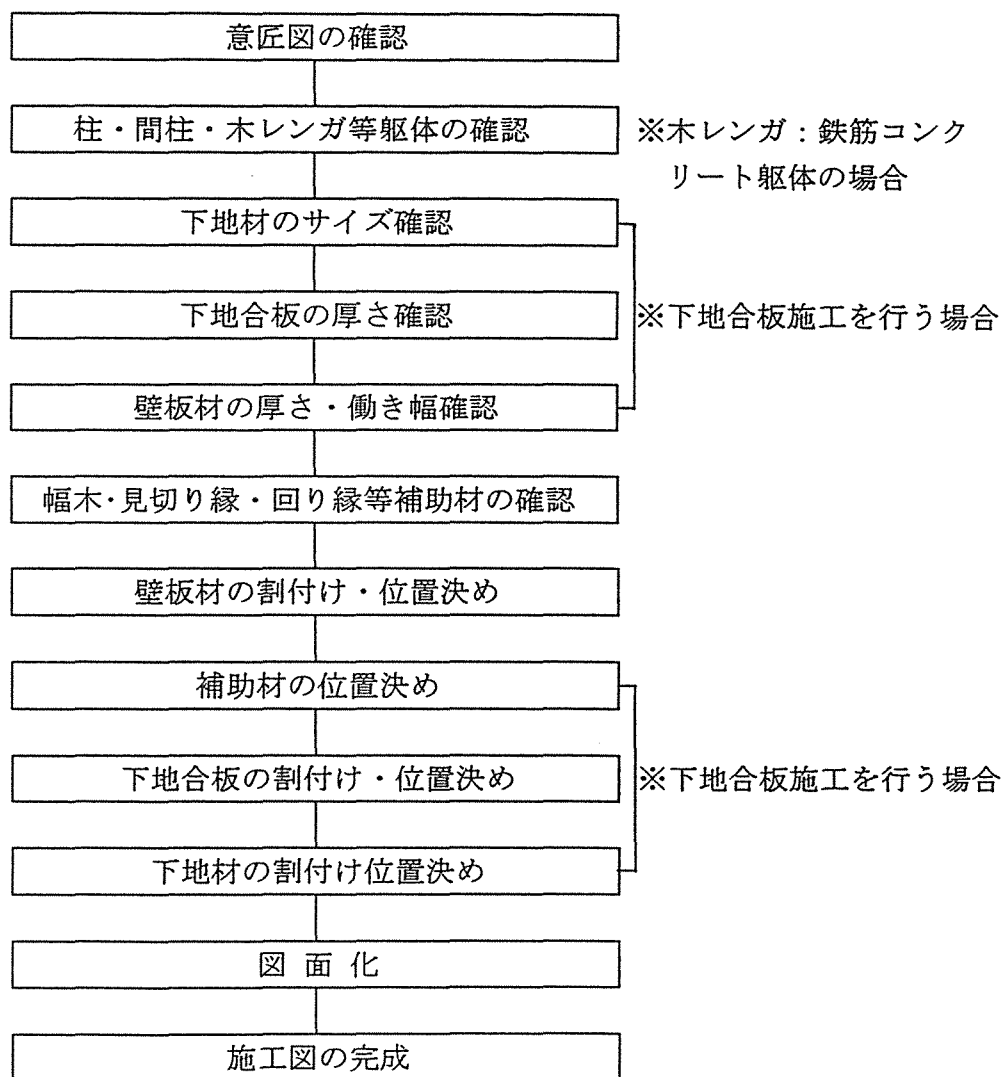 意匠図の確認
柱・間柱・木レンガ等躯体の確認
※木レンガ：鉄筋コンク
リート躯体の場合
下地材のサイズ確認
下地合板の厚さ確認
※下地合板施工を行う場合
壁板材の厚さ・働き幅確認
幅木・見切り縁・回り縁等補助材の確認
壁板材の割付け・位置決め
補助材の位置決め
下地合板の割付け・位置決め
※下地合板施工を行う場合
下地材の割付け位置決め
図 面 化
施工図の完成